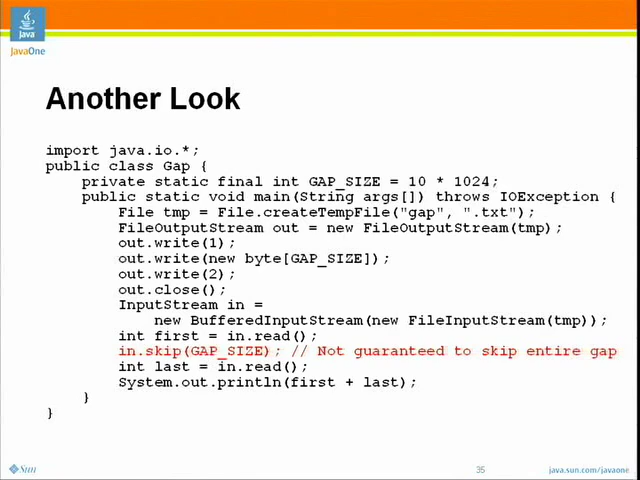 Java
JavaOne
Another Look
import java.io.*;
public class Gap {
    private static final int GAP_SIZE = 10 * 1024;
    public static void main(String args[]) throws IOException {
        File tmp = File.createTempFile("gap", ".txt");
        FileOutputStream out = new FileOutputStream(tmp);
        out.write(1);
        out.write(new byte[GAP_SIZE]);
        out.write(2);
        out.close();
        InputStream in =
            new BufferedInputStream(new FileInputStream(tmp));
        int first = in.read();
        in.skip(GAP_SIZE); // Not guaranteed to skip entire gap
        int last = in.read();
        System.out.println(first + last);
    }
}
Sun
35
java.sun.com/javaone